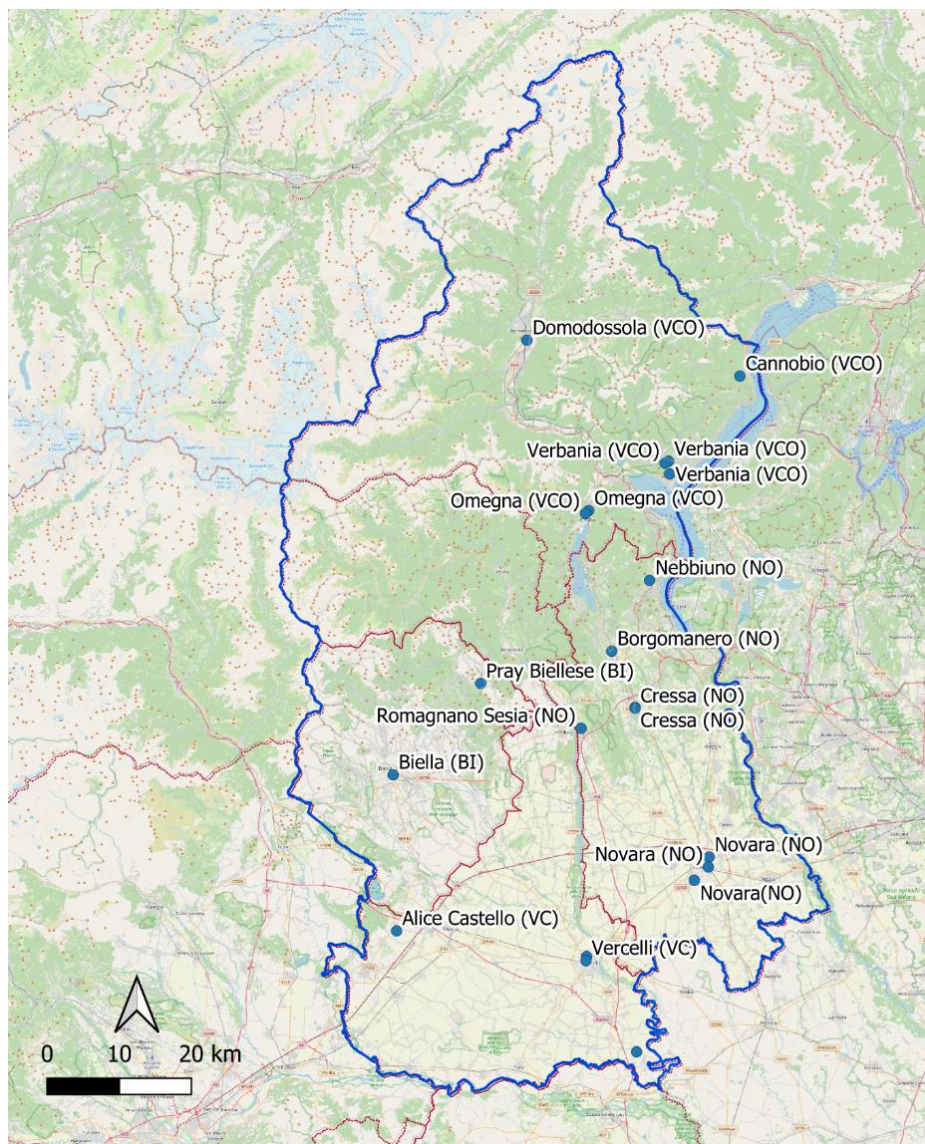 Domodossola (VCO)
Cannobio (VCO)
Verbania (VCO)
Verbania (VCO)
Verbania (VCO)
Omegna (VCO)
Omegna (VCO)
Nebbiuno (NO)
Borgomanero (NO)
Pray Biellese (BI)
Cressa (NO)
Romagnano Sesia (NO)
Cressa (NO)
Biella (BI)
Novara (NO)
Novara (NO)
Novara(NO)
Alice Castello (VC)
Vercelli (VC)
0 10 20 km